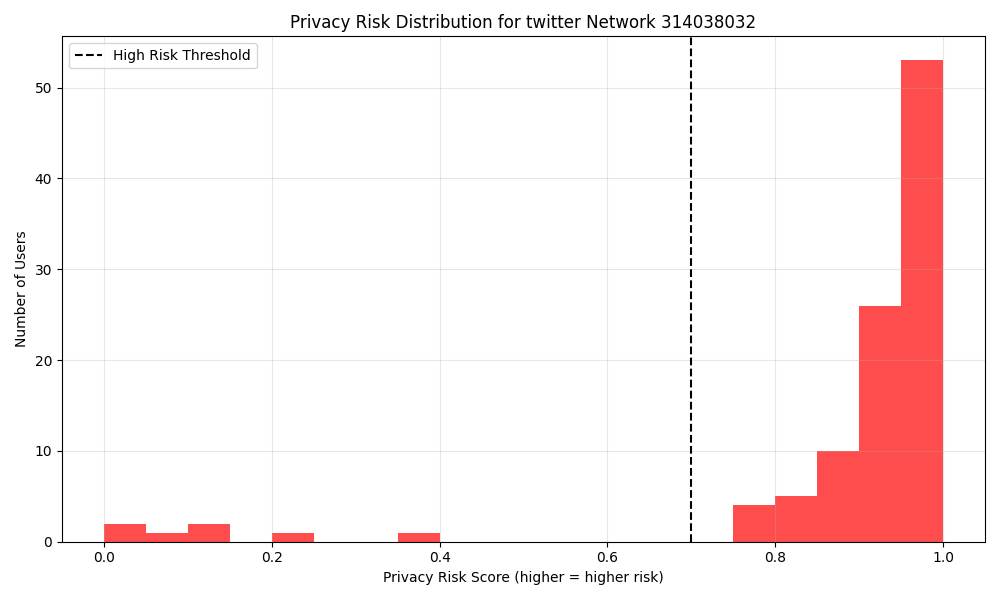 Privacy Risk Distribution for twitter Network 314038032
High Risk Threshold
Number of Users
50
40
30
20
10
0
0.0 0.2 0.4 0.6 0.8 1.0
Privacy Risk Score (higher = higher risk)